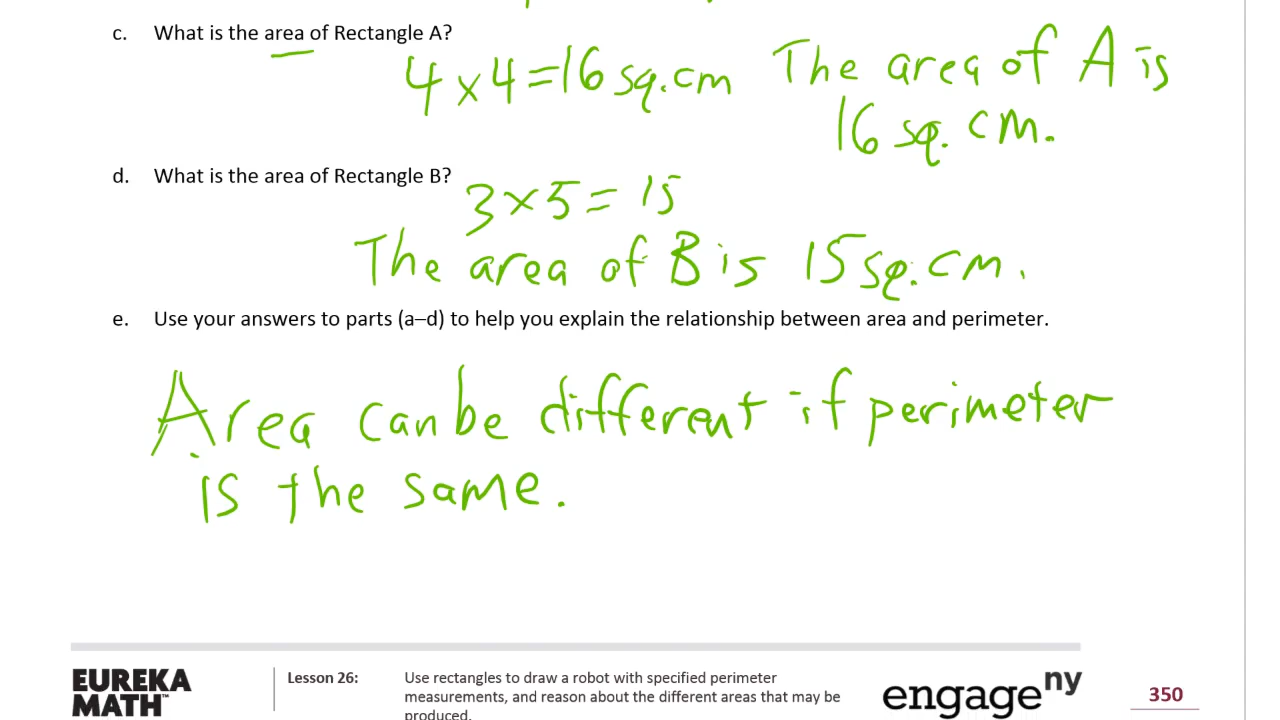 c. What is the area of Rectangle A?
4 x 4 = 16 sq. cm The area of A is
16 sq. cm.
d. What is the area of Rectangle B?
3 x 5 = 15
The area of B is 15 sq. cm.
e. Use your answers to parts (a–d) to help you explain the relationship between area and perimeter.
Area can be different if perimeter
is the same.
EUREKA
MATH™
Lesson 26: Use rectangles to draw a robot with specified perimeter
measurements, and reason about the different areas that may be
produced.
engageny
350